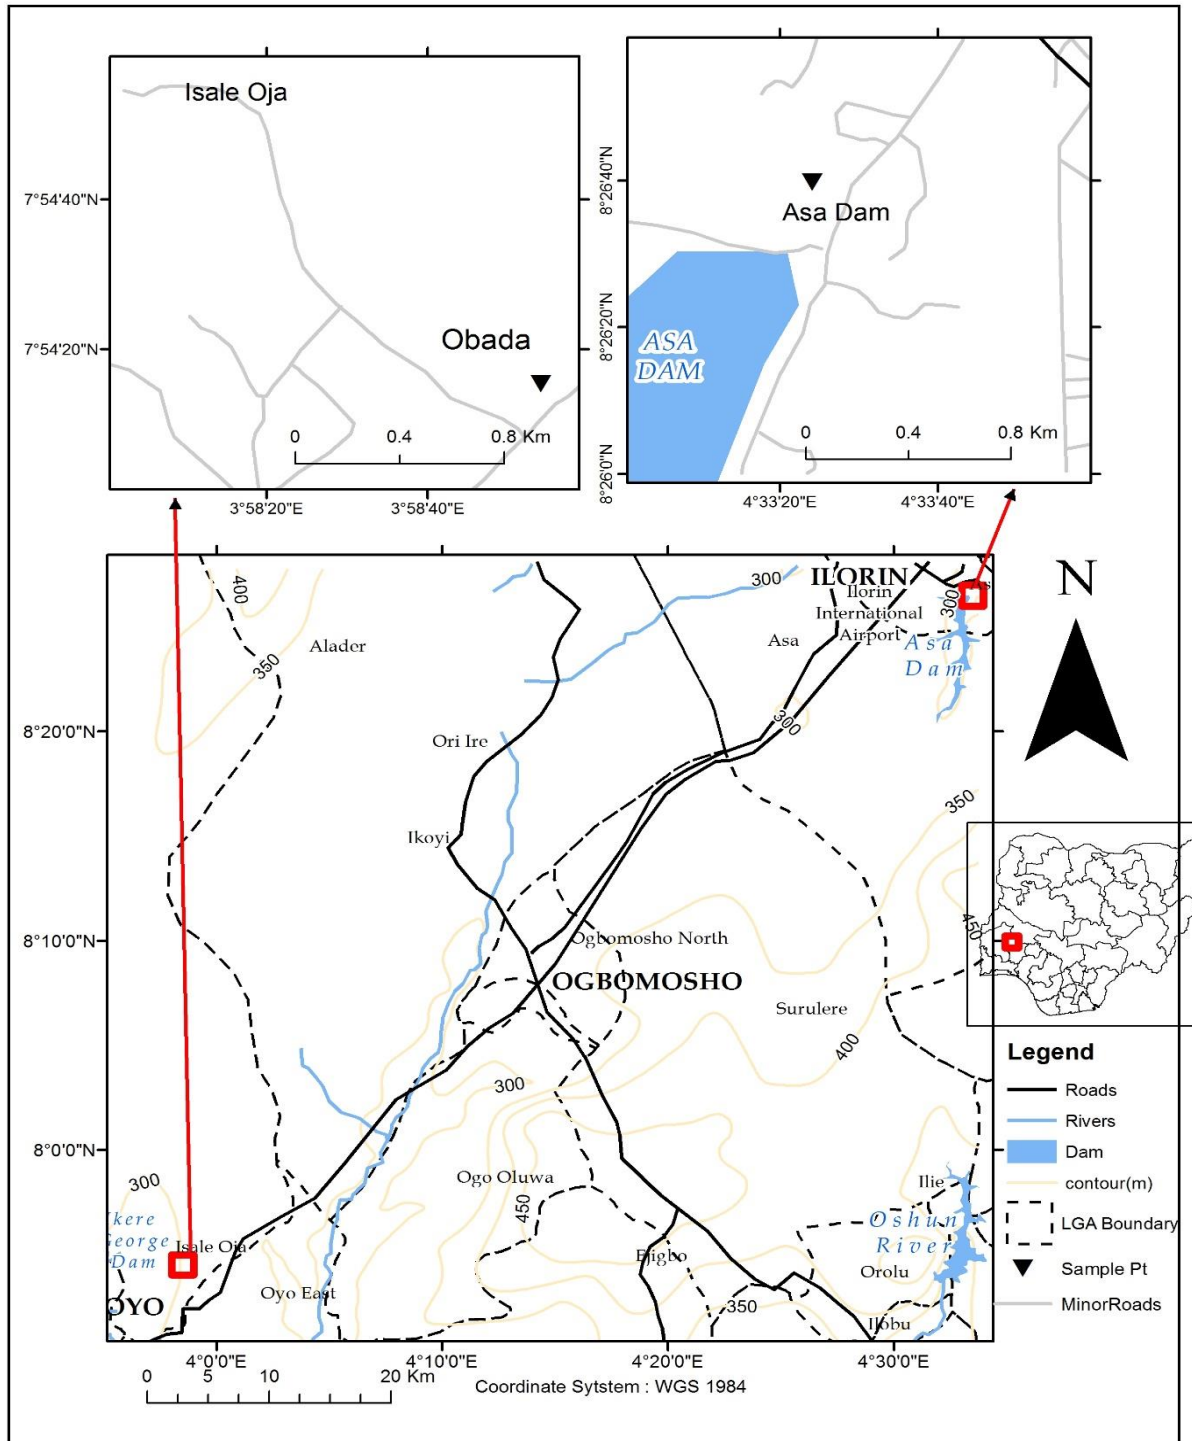 Isale Oja
Obada
7°54'40"N
7°54'20"N
3°58'20"E
3°58'40"E
0 0.4 0.8 Km
Asa Dam
ASA
DAM
8°26'40"N
8°26'20"N
8°26'0"N
4°33'20"E
4°33'40"E
0 0.4 0.8 Km
N
400
350
Alader
300
ILORIN
Ilorin
International
Airport
Asa
300
As
Asa
Dam
300
Ori Ire
Ikoyi
350
450
Ogbomosho North
OGBOMOSHO
Surulere
400
300
Ogo Oluwa
450
300
Ikere
George
Dam
Isale Oja
OYO
Oyo East
Ejigbo
350
Ilie
Oshun
River
Orolu
Ilobu
8°20'0"N
8°10'0"N
8°0'0"N
4°0'0"E
4°10'0"E
4°20'0"E
4°30'0"E
0 5 10 20 Km
Coordinate Sytstem : WGS 1984
Legend
Roads
Rivers
Dam
contour(m)
LGA Boundary
Sample Pt
MinorRoads